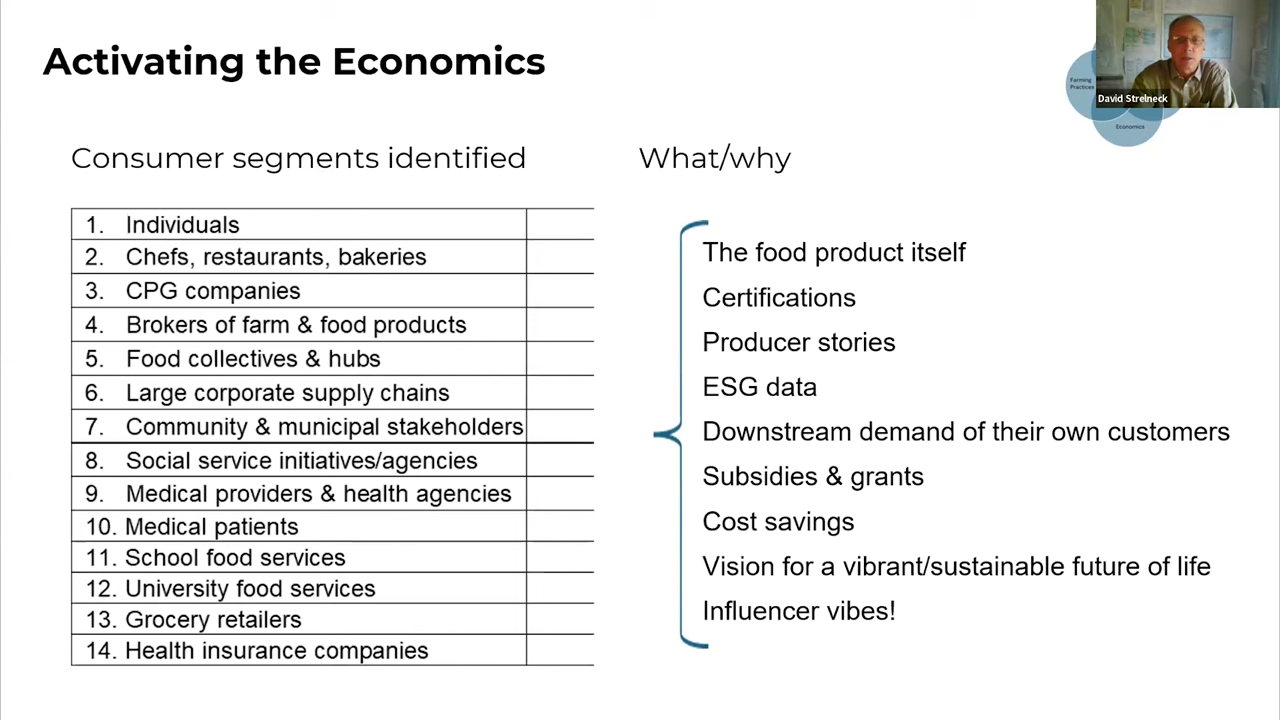 Activating the Economics
Farming
Practices
David Strelneck
Economics
Consumer segments identified
What/why
1. Individuals
2. Chefs, restaurants, bakeries
3. CPG companies
4. Brokers of farm & food products
5. Food collectives & hubs
6. Large corporate supply chains
7. Community & municipal stakeholders
8. Social service initiatives/agencies
9. Medical providers & health agencies
10. Medical patients
11. School food services
12. University food services
13. Grocery retailers
14. Health insurance companies
The food product itself
Certifications
Producer stories
ESG data
Downstream demand of their own customers
Subsidies & grants
Cost savings
Vision for a vibrant/sustainable future of life
Influencer vibes!